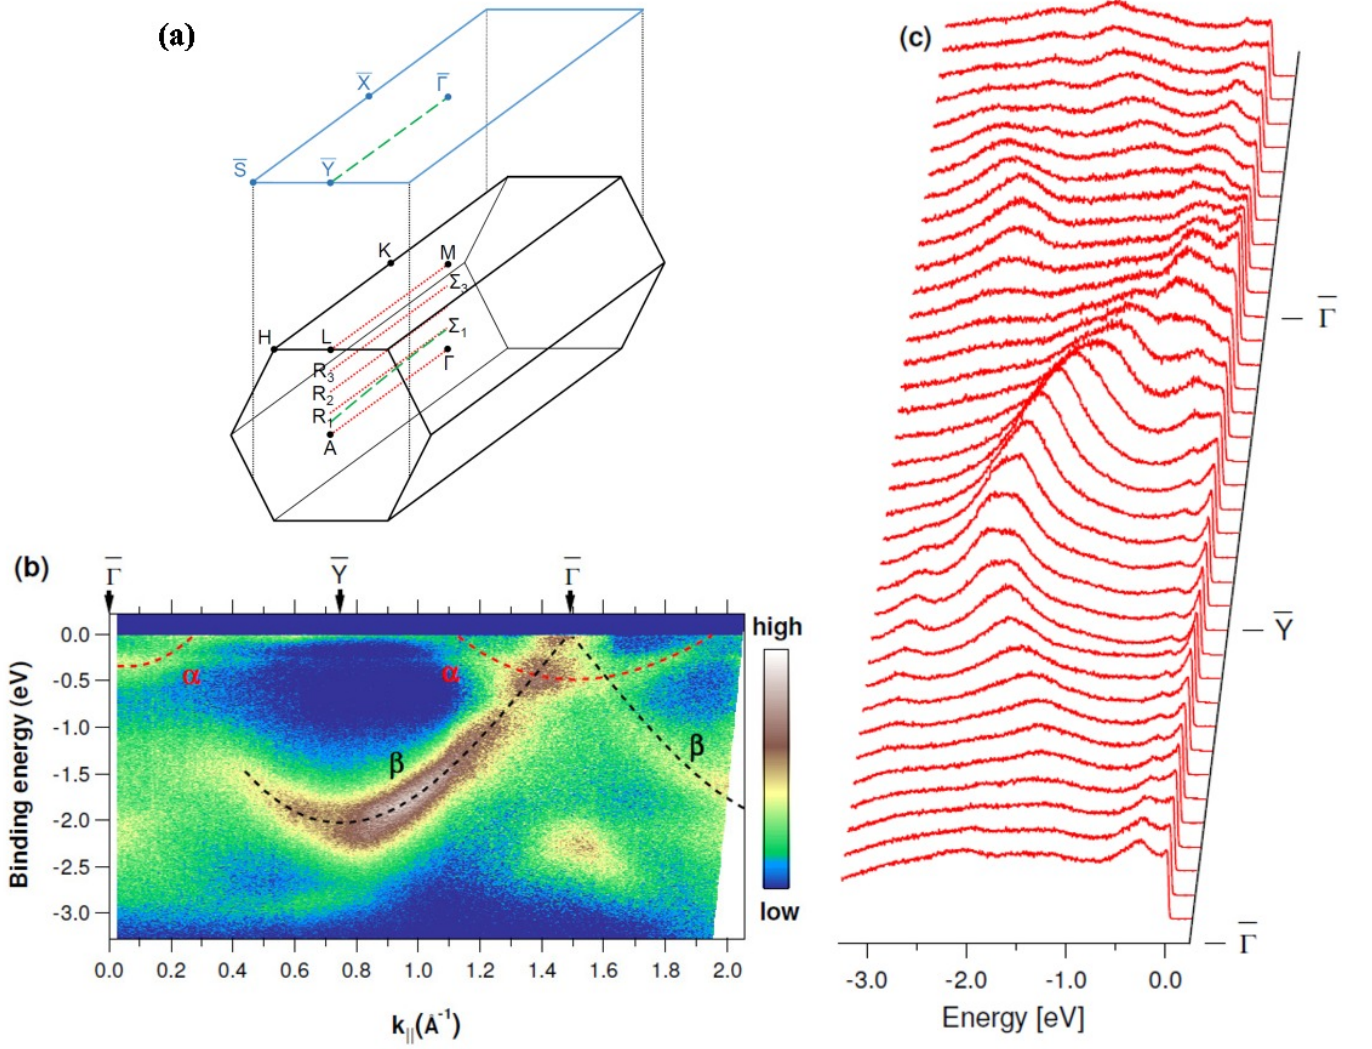 (a)
X̅
Γ̅
S̅
Y̅
K
M
Σ3
H
L
Σ1
R3
Γ
R2
R1
A
(b)
Γ̅
Y̅
Γ̅
high
low
0.0
-0.5
-1.0
-1.5
-2.0
-2.5
-3.0
Binding energy (eV)
α
α
β
β
0.0 0.2 0.4 0.6 0.8 1.0 1.2 1.4 1.6 1.8 2.0
k||(Å-1)
(c)
Γ̅
Y̅
Γ̅
-3.0 -2.0 -1.0 0.0
Energy [eV]